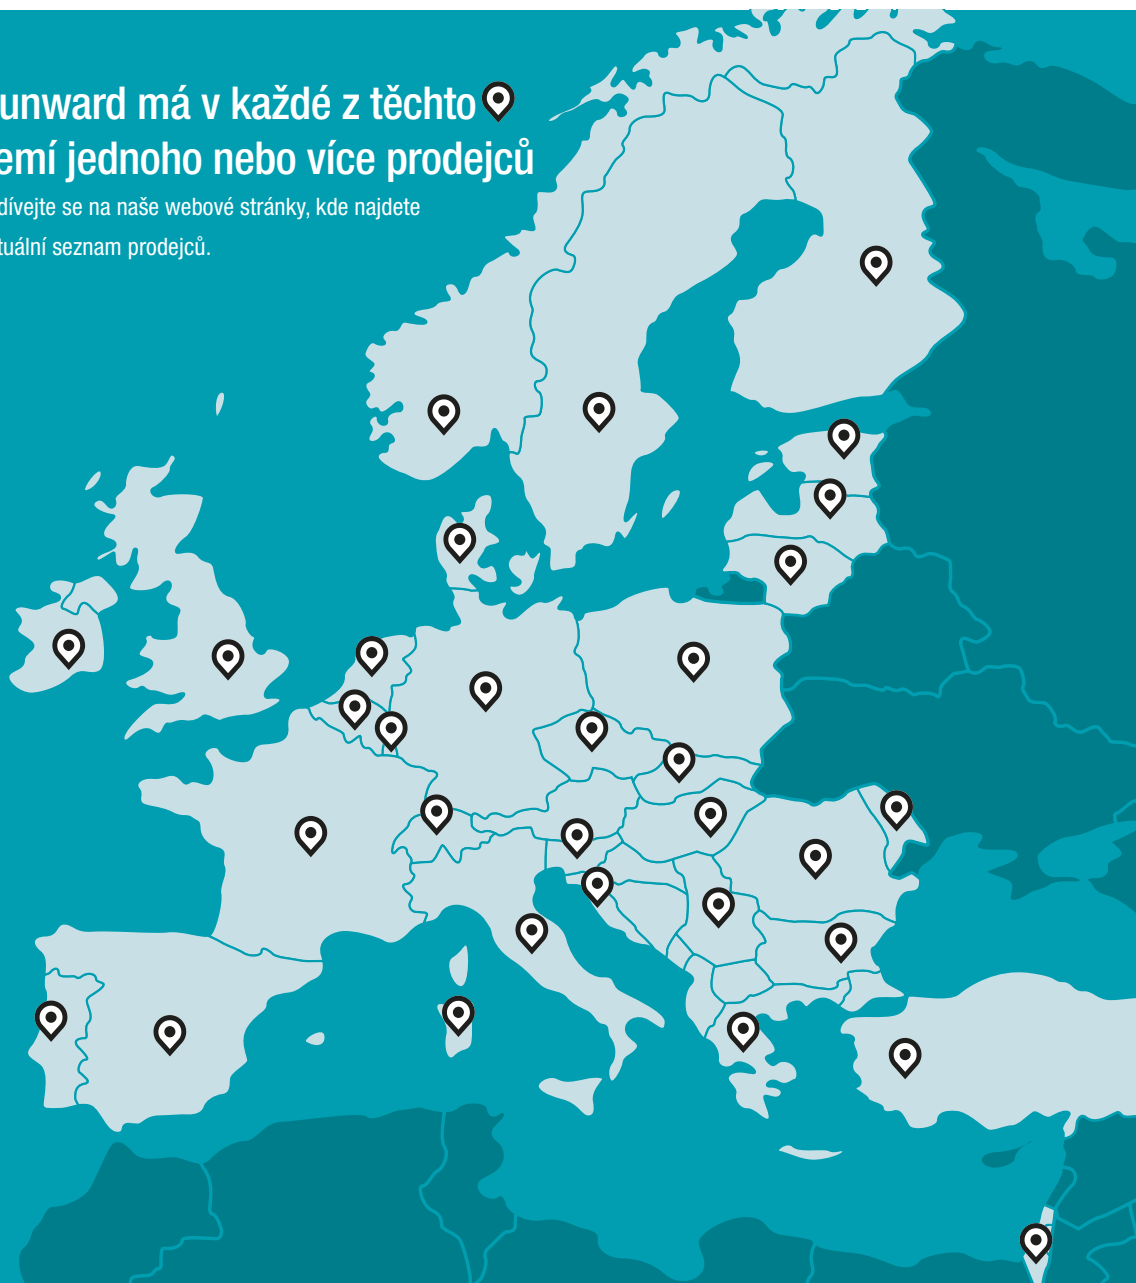 unward má v každé z těchto
emí jednoho nebo více prodejců
dívejte se na naše webové stránky, kde najdete
tuální seznam prodejců.